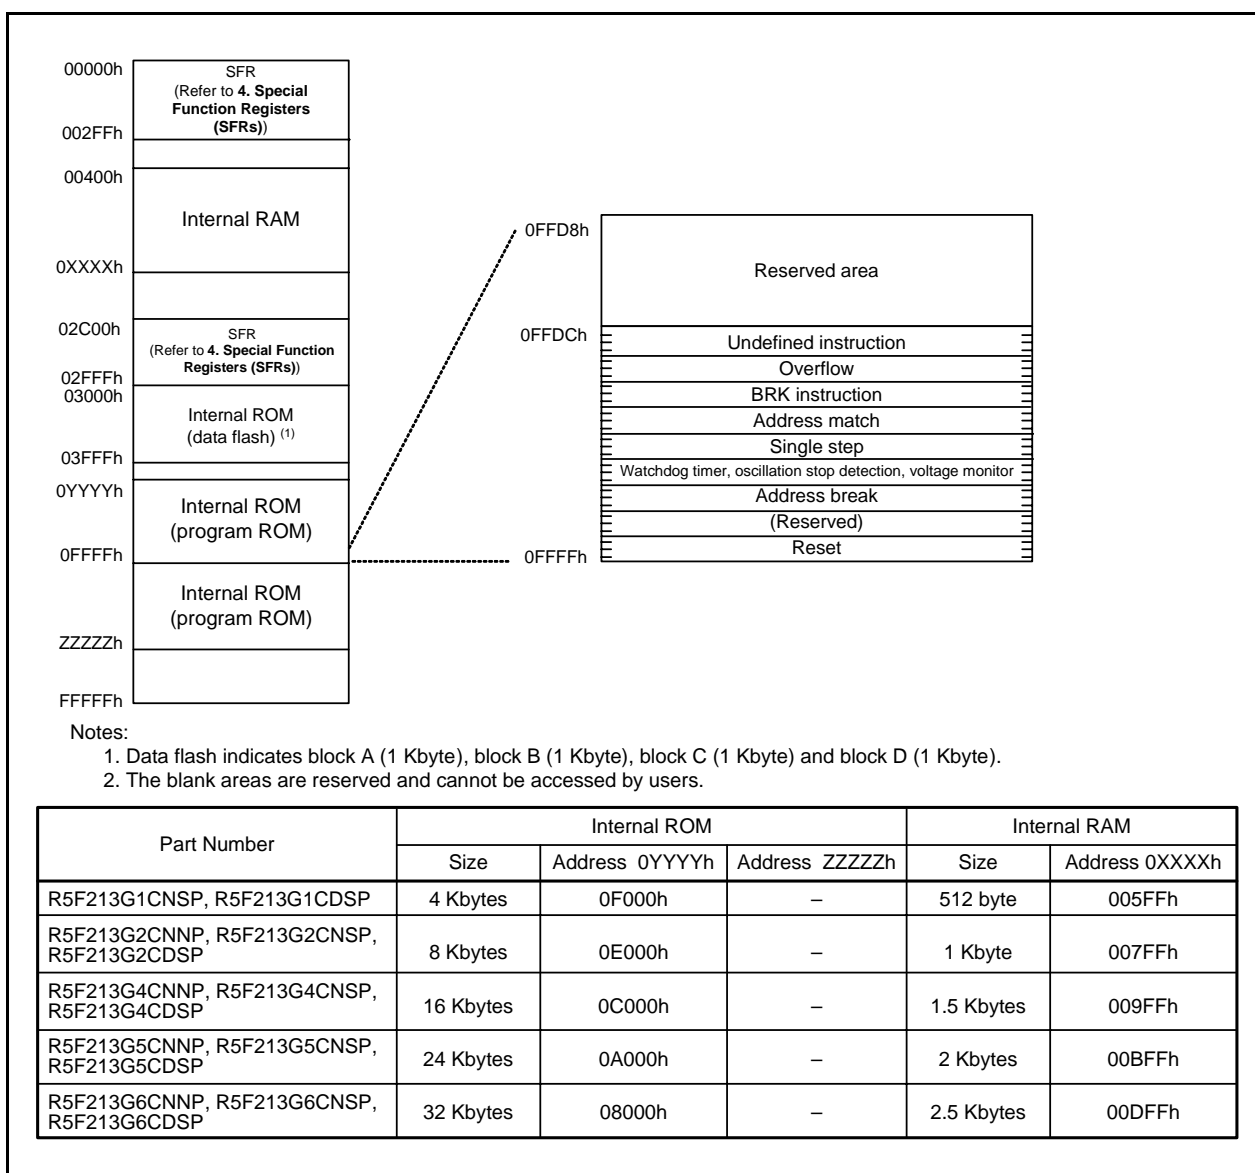 00000h
SFR
(Refer to 4. Special
Function Registers
(SFRs))
002FFh
00400h
Internal RAM
0XXXXh
02C00h
SFR
(Refer to 4. Special Function
Registers (SFRs))
02FFFh
03000h
Internal ROM
(data flash) (1)
03FFFh
0YYYYh
Internal ROM
(program ROM)
0FFFFh
Internal ROM
(program ROM)
ZZZZZh
FFFFFh
0FFD8h
Reserved area
0FFDCh
Undefined instruction
Overflow
BRK instruction
Address match
Single step
Watchdog timer, oscillation stop detection, voltage monitor
Address break
(Reserved)
Reset
0FFFFh
Notes:
1. Data flash indicates block A (1 Kbyte), block B (1 Kbyte), block C (1 Kbyte) and block D (1 Kbyte).
2. The blank areas are reserved and cannot be accessed by users.
Part Number Internal ROM Internal RAM
Size Address 0YYYYh Address ZZZZZh Size Address 0XXXXh
R5F213G1CNSP, R5F213G1CDSP 4 Kbytes 0F000h – 512 byte 005FFh
R5F213G2CNNP, R5F213G2CNSP,
R5F213G2CDSP 8 Kbytes 0E000h – 1 Kbyte 007FFh
R5F213G4CNNP, R5F213G4CNSP,
R5F213G4CDSP 16 Kbytes 0C000h – 1.5 Kbytes 009FFh
R5F213G5CNNP, R5F213G5CNSP,
R5F213G5CDSP 24 Kbytes 0A000h – 2 Kbytes 00BFFh
R5F213G6CNNP, R5F213G6CNSP,
R5F213G6CDSP 32 Kbytes 08000h – 2.5 Kbytes 00DFFh